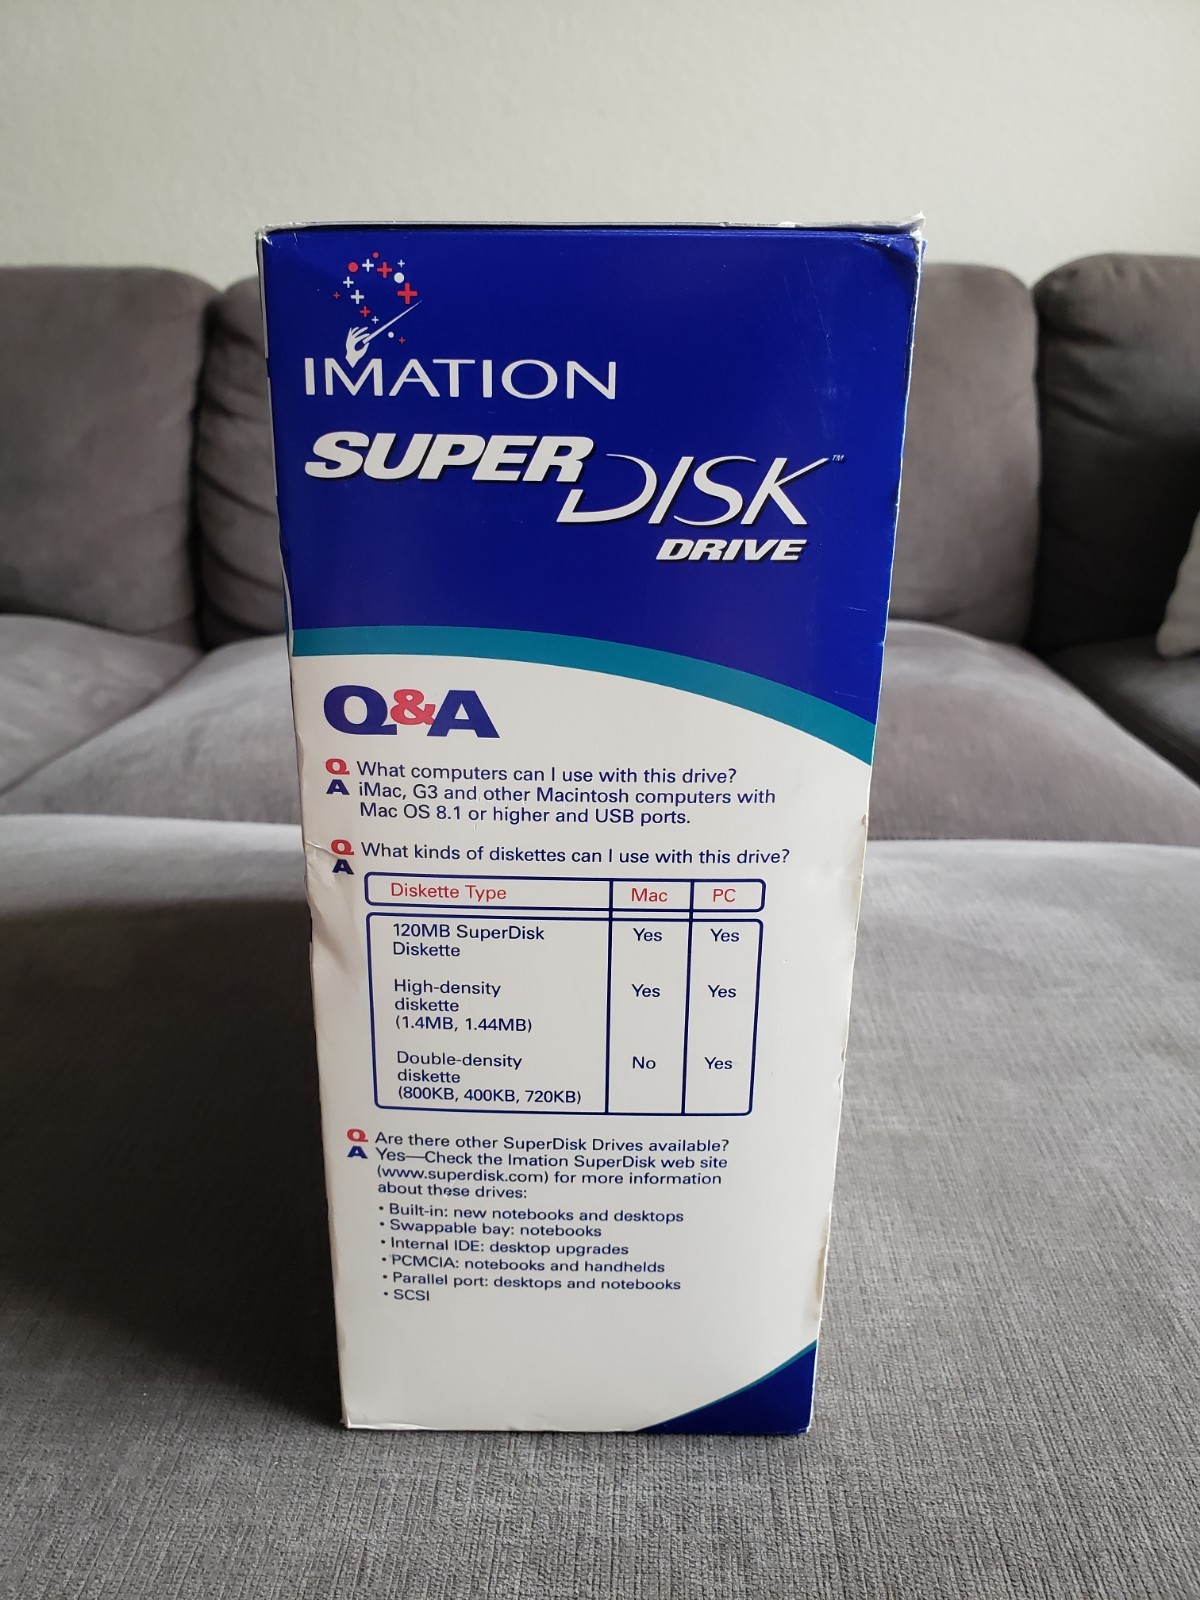 IMATION
SUPERDISK™
DRIVE
Q&A
Q What computers can I use with this drive?
A iMac, G3 and other Macintosh computers with
Mac OS 8.1 or higher and USB ports.
Q What kinds of diskettes can I use with this drive?
A
Diskette Type Mac PC
120MB SuperDisk Yes Yes
Diskette
High-density Yes Yes
diskette
(1.4MB, 1.44MB)
Double-density No Yes
diskette
(800KB, 400KB, 720KB)
Q Are there other SuperDisk Drives available?
A Yes—Check the Imation SuperDisk web site
(www.superdisk.com) for more information
about these drives:
• Built-in: new notebooks and desktops
• Swappable bay: notebooks
• Internal IDE: desktop upgrades
• PCMCIA: notebooks and handhelds
• Parallel port: desktops and notebooks
• SCSI